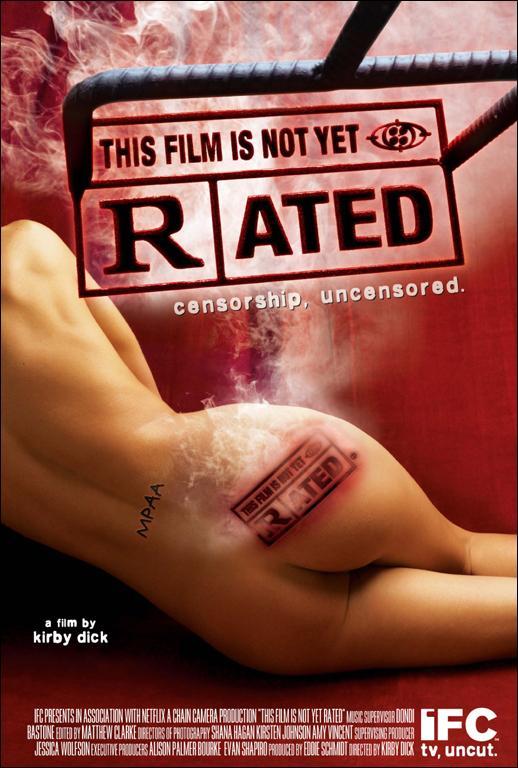 THIS FILM IS NOT YET
RATED
censorship, uncensored.
THIS FILM IS NOT YET
RATED
MPAA
a film by
kirby dick
IFC PRESENTS IN ASSOCIATION WITH NETFLIX A CHAIN CAMERA PRODUCTION "THIS FILM IS NOT YET RATED" MUSIC SUPERVISOR DONDI
BASTONE EDITED BY MATTHEW CLARKE DIRECTORS OF PHOTOGRAPHY SHANA HAGAN KIRSTEN JOHNSON AMY VINCENT SUPERVISING PRODUCER
JESSICA WOLFSON EXECUTIVE PRODUCERS ALISON PALMER BOURKE EVAN SHAPIRO PRODUCED BY EDDIE SCHMIDT DIRECTED BY KIRBY DICK
iFC
tv, uncut.